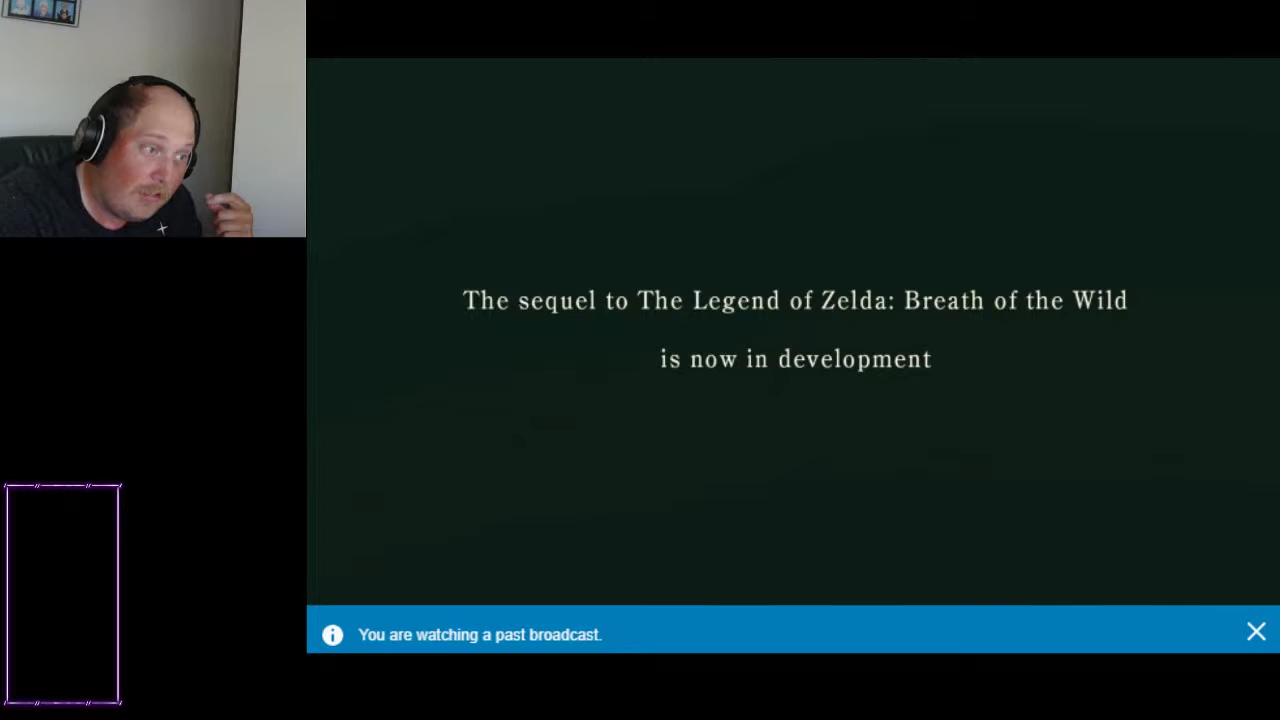 The sequel to The Legend of Zelda: Breath of the Wild
is now in development
You are watching a past broadcast.